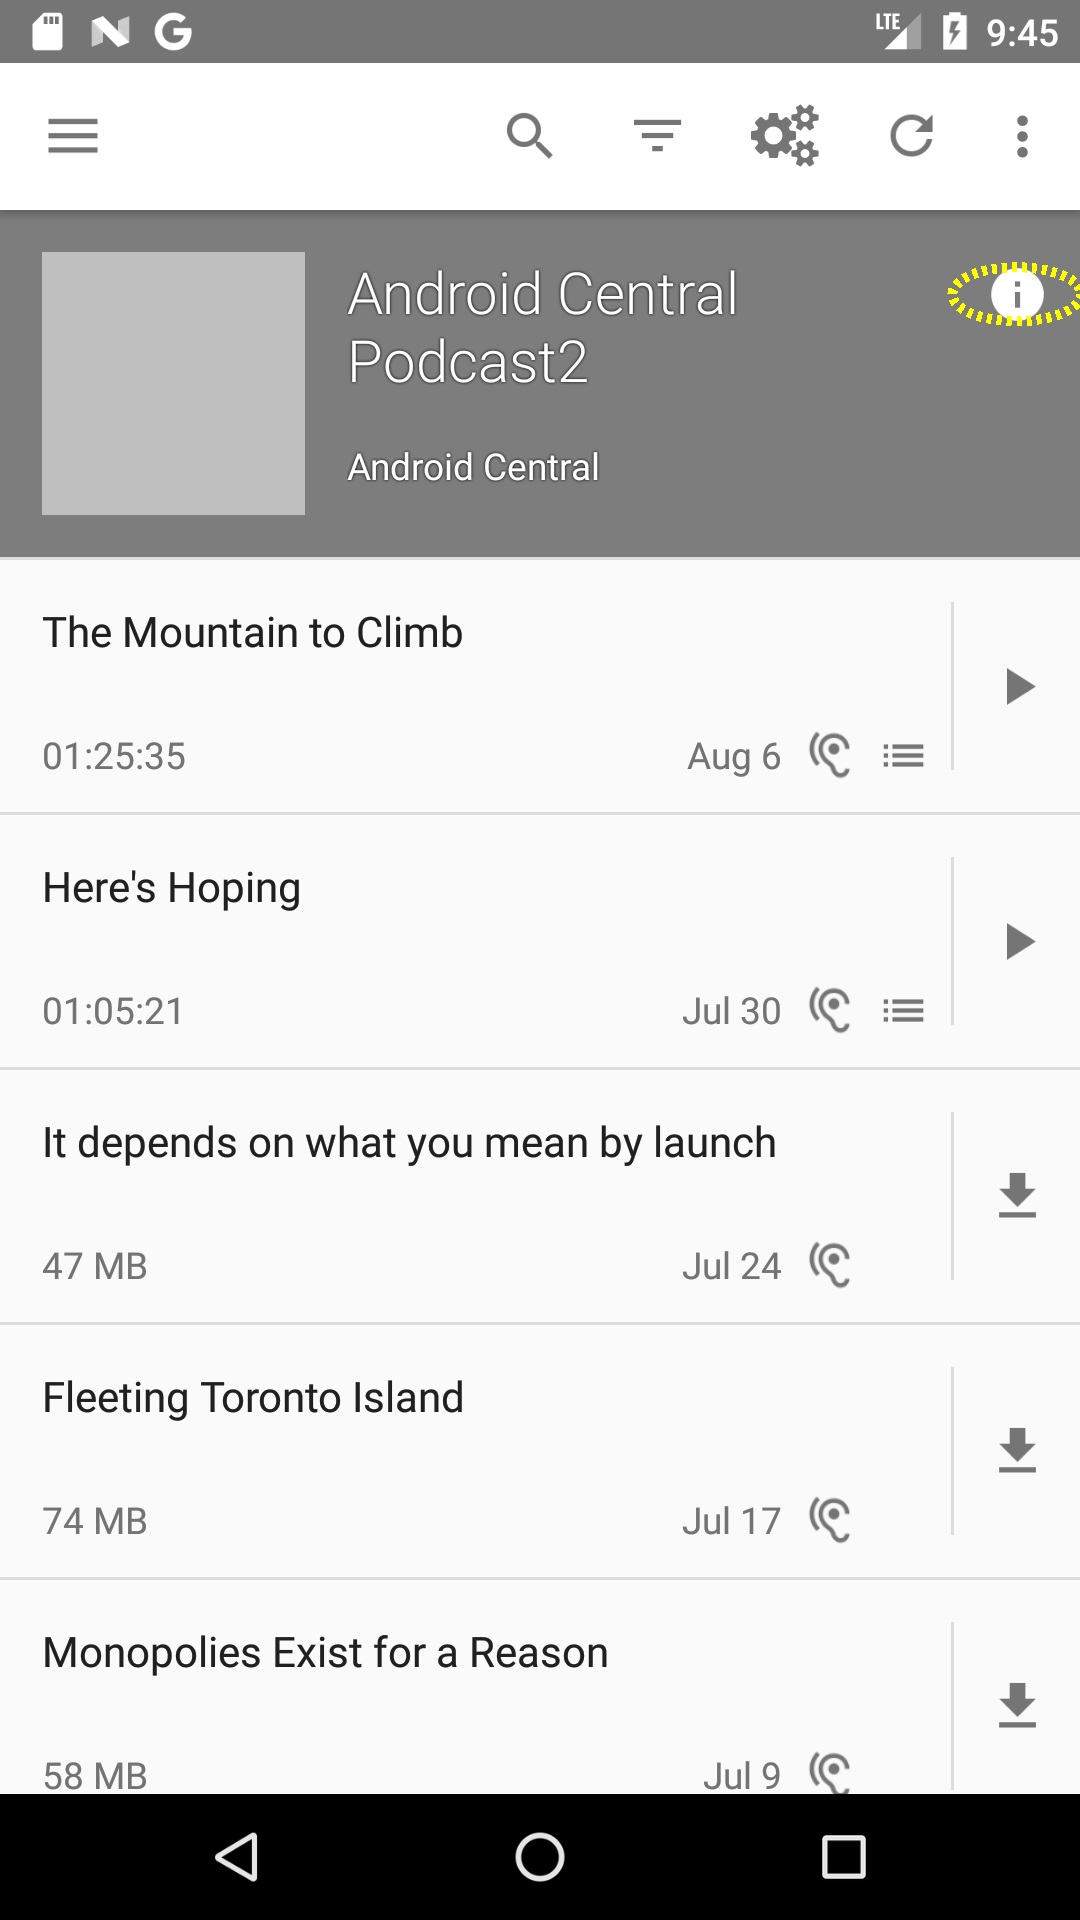 LTE 9:45
Android Central
Podcast2
Android Central
The Mountain to Climb
01:25:35 Aug 6
Here's Hoping
01:05:21 Jul 30
It depends on what you mean by launch
47 MB Jul 24
Fleeting Toronto Island
74 MB Jul 17
Monopolies Exist for a Reason
58 MB Jul 9